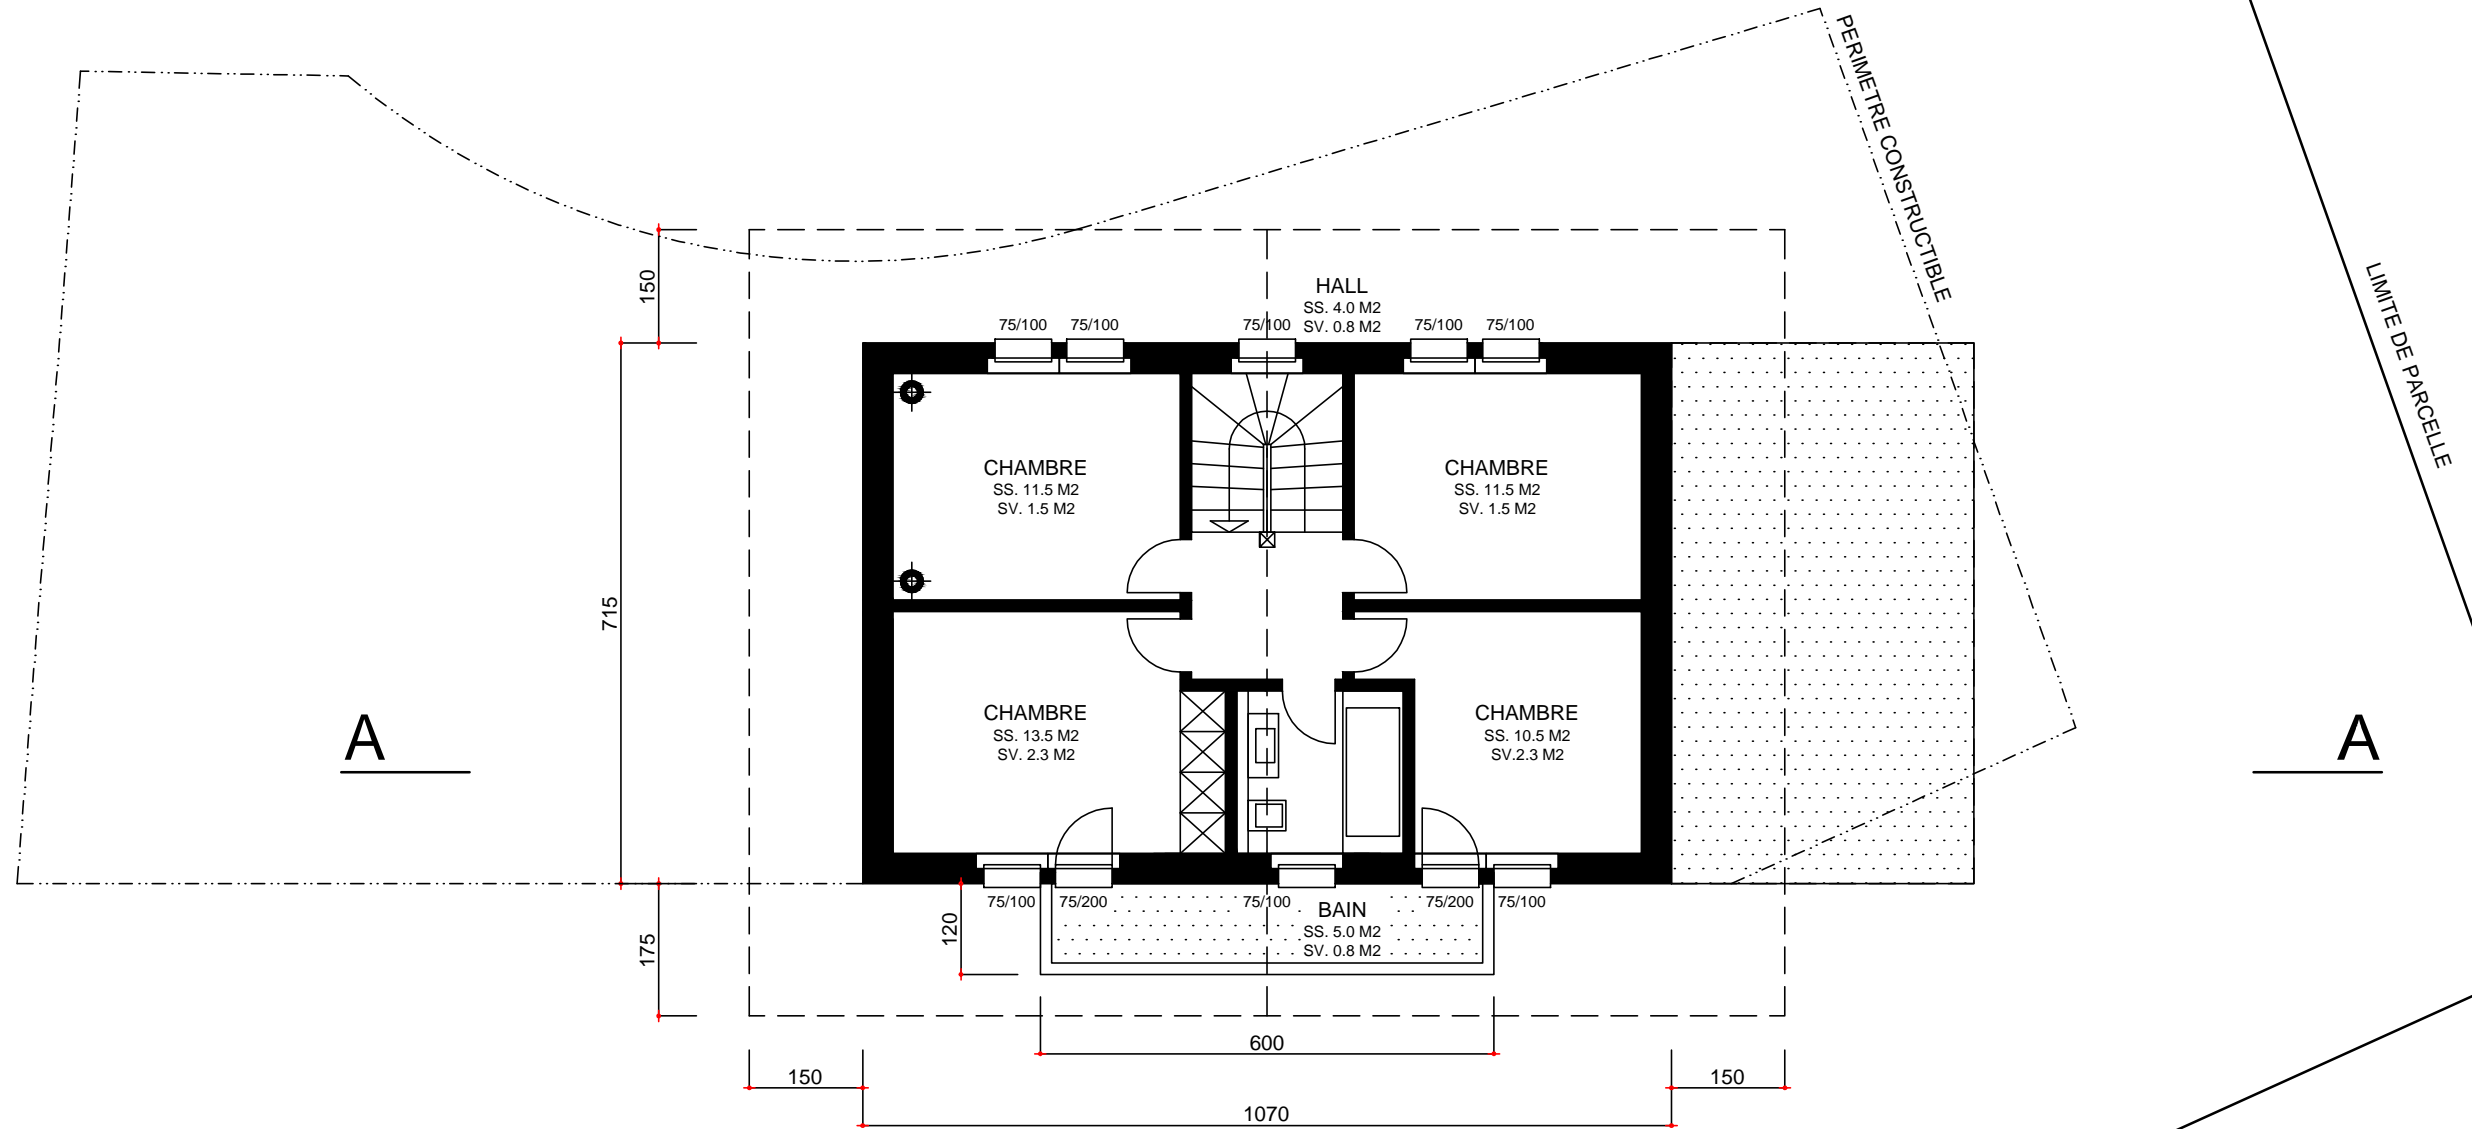 PERIMETRE CONSTRUCTIBLE
LIMITE DE PARCELLE
150
HALL
SS. 4.0 M2
SV. 0.8 M2
75/100
75/100
75/100
75/100
75/100
CHAMBRE
SS. 11.5 M2
SV. 1.5 M2
CHAMBRE
SS. 11.5 M2
SV. 1.5 M2
715
A
CHAMBRE
SS. 13.5 M2
SV. 2.3 M2
CHAMBRE
SS. 10.5 M2
SV.2.3 M2
A
75/100
75/200
75/100
75/200
75/100
BAIN
SS. 5.0 M2
SV. 0.8 M2
120
175
600
150
150
1070